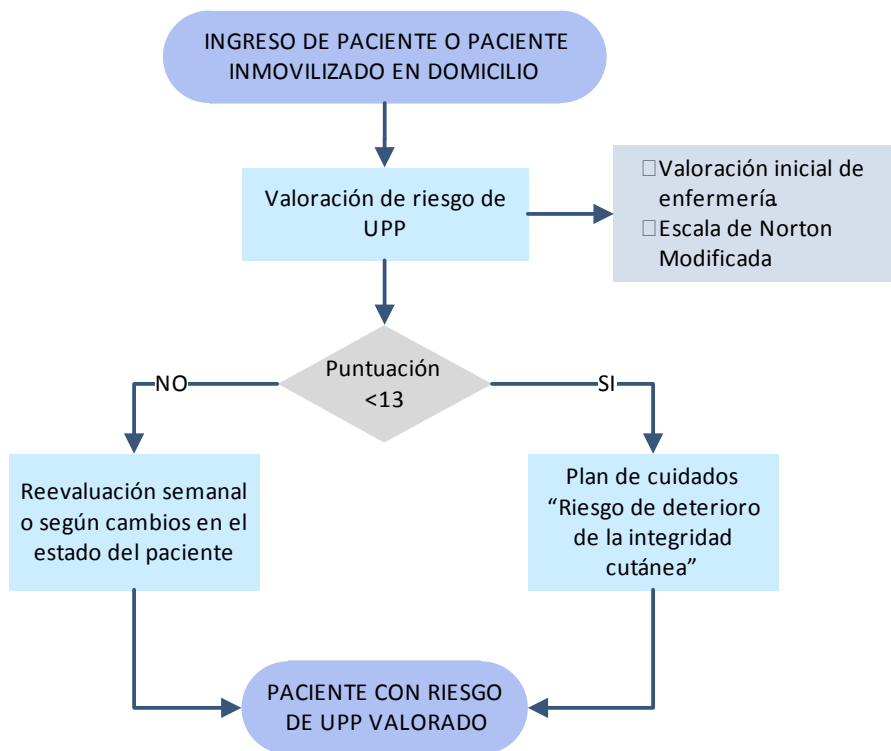 INGRESO DE PACIENTE O PACIENTE
INMOVILIZADO EN DOMICILIO
Valoración de riesgo de
UPP
Valoración inicial de
enfermería.
Escala de Norton
Modificada
Puntuación
<13
NO
SI
Reevaluación semanal
o según cambios en el
estado del paciente
Plan de cuidados
“Riesgo de deterioro
de la integridad
cutánea”
PACIENTE CON RIESGO
DE UPP VALORADO